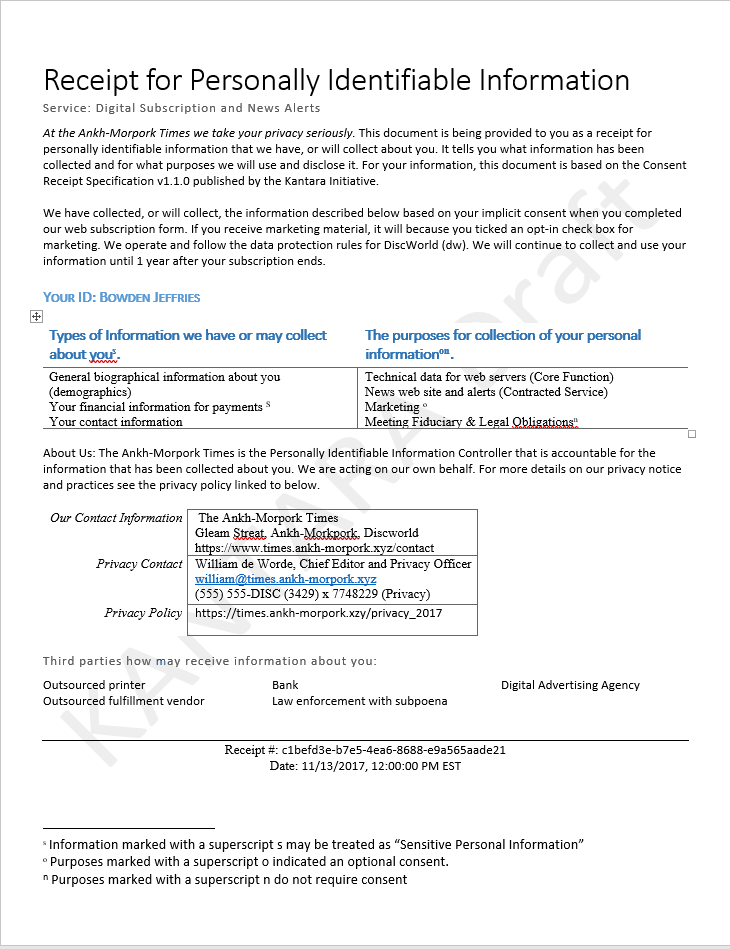 Receipt for Personally Identifiable Information
Service: Digital Subscription and News Alerts
At the Ankh-Morpork Times we take your privacy seriously. This document is being provided to you as a receipt for
personally identifiable information that we have, or will collect about you. It tells you what information has been
collected and for what purposes we will use and disclose it. For your information, this document is based on the Consent
Receipt Specification v1.1.0 published by the Kantara Initiative.
We have collected, or will collect, the information described below based on your implicit consent when you completed
our web subscription form. If you receive marketing material, it will because you ticked an opt-in check box for
marketing. We operate and follow the data protection rules for DiscWorld (dw). We will continue to collect and use your
information until 1 year after your subscription ends.
YOUR ID: BOWDEN JEFFRIES
Types of Information we have or may collect
about youˢ.
The purposes for collection of your personal
informationᵒⁿ.
General biographical information about you
(demographics)
Your financial information for payments ˢ
Your contact information
Technical data for web servers (Core Function)
News web site and alerts (Contracted Service)
Marketing ᵒ
Meeting Fiduciary & Legal Obligationsⁿ
About Us: The Ankh-Morpork Times is the Personally Identifiable Information Controller that is accountable for the
information that has been collected about you. We are acting on our own behalf. For more details on our privacy notice
and practices see the privacy policy linked to below.
Our Contact Information
The Ankh-Morpork Times
Gleam Streat, Ankh-Morkpork, Discworld
https://www.times.ankh-morpork.xyz/contact
Privacy Contact
William de Worde, Chief Editor and Privacy Officer
william@times.ankh-morpork.xyz
(555) 555-DISC (3429) x 7748229 (Privacy)
Privacy Policy
https://times.ankh-morpork.xzy/privacy_2017
Third parties how may receive information about you:
Outsourced printer
Bank
Digital Advertising Agency
Outsourced fulfillment vendor
Law enforcement with subpoena
Receipt #: c1befd3e-b7e5-4ea6-8688-e9a565aade21
Date: 11/13/2017, 12:00:00 PM EST
ˢ Information marked with a superscript s may be treated as “Sensitive Personal Information”
ᵒ Purposes marked with a superscript o indicated an optional consent.
ⁿ Purposes marked with a superscript n do not require consent
KANTARA Draft